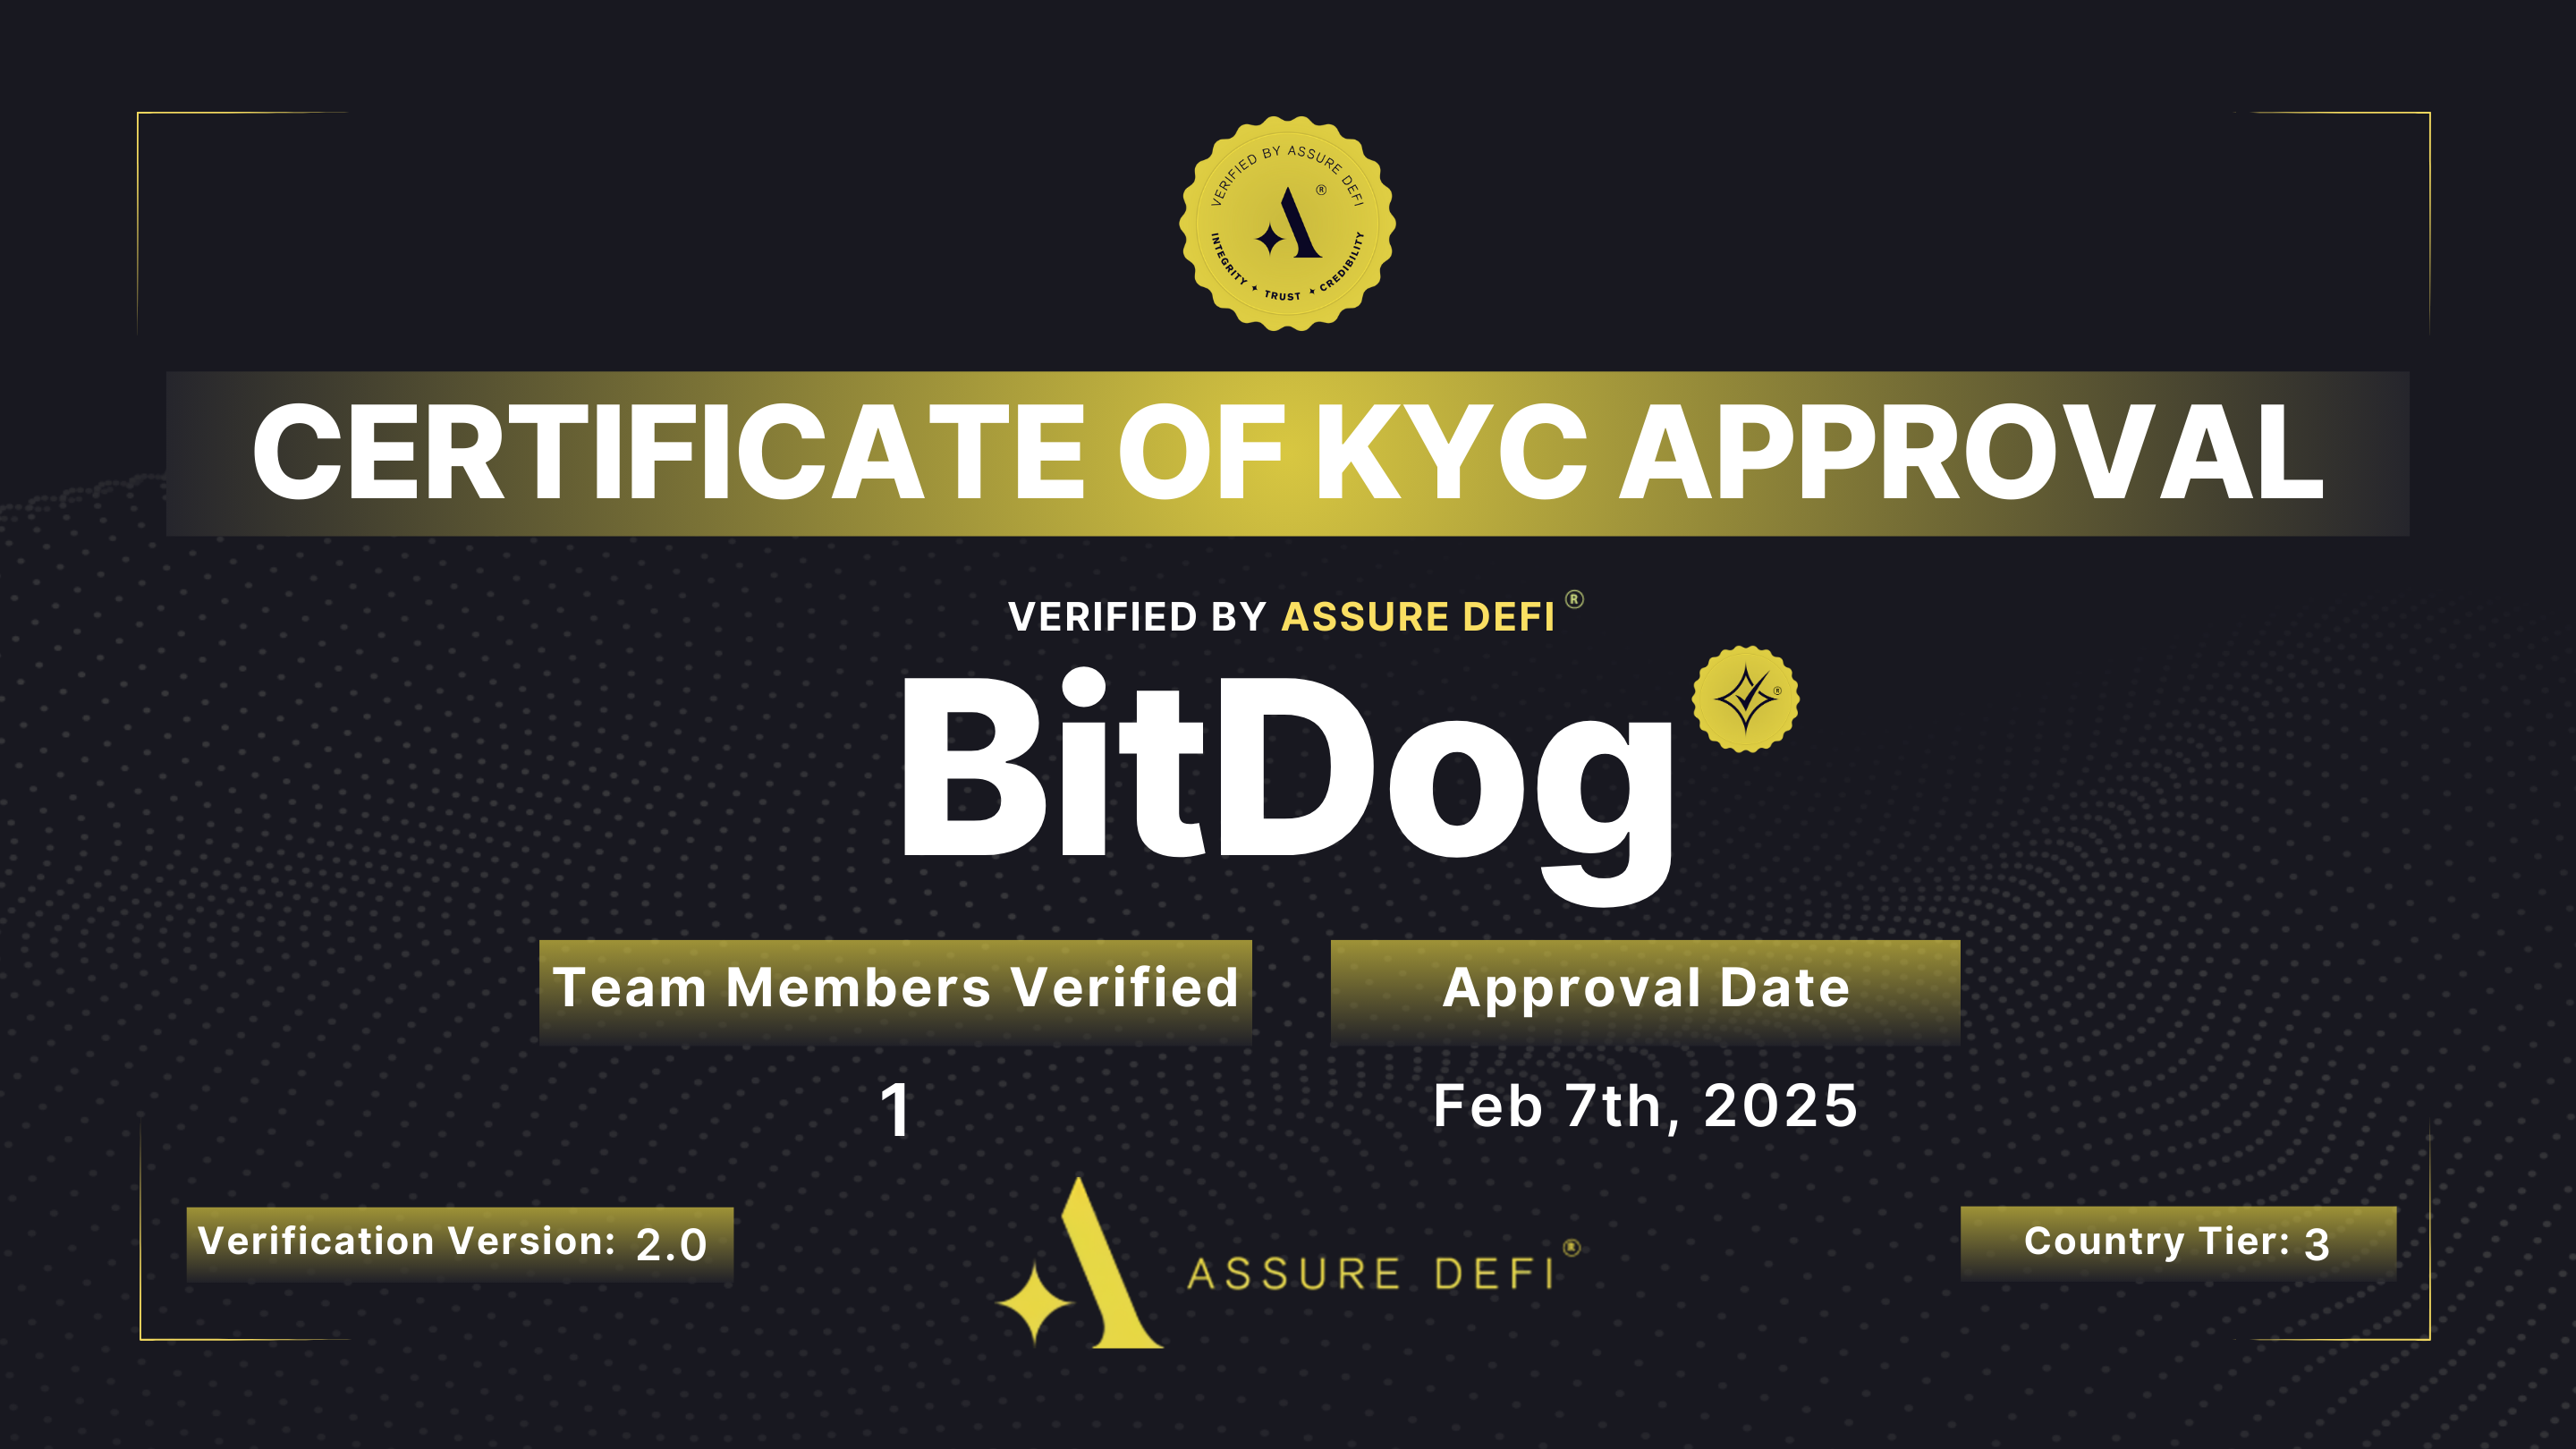 VERIFIED BY ASSURE DEFI
®
INTEGRITY ✦ TRUST ✦ CREDIBILITY
CERTIFICATE OF KYC APPROVAL
VERIFIED BY ASSURE DEFI ®
BitDog
®
Team Members Verified
Approval Date
1
Feb 7th, 2025
Verification Version: 2.0
ASSURE DEFI ®
Country Tier: 3